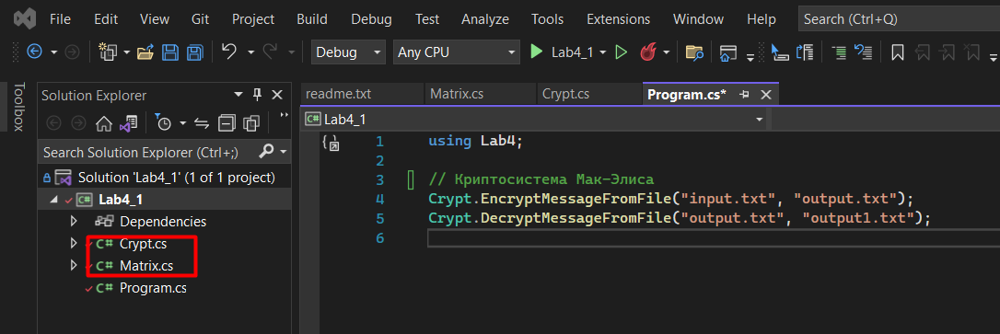 File Edit View Git Project Build Debug Test Analyze Tools Extensions Window Help Search (Ctrl+Q)
Debug Any CPU Lab4_1
Toolbox
Solution Explorer
Search Solution Explorer (Ctrl+;)
Solution 'Lab4_1' (1 of 1 project)
C# Lab4_1
Dependencies
C# Crypt.cs
C# Matrix.cs
C# Program.cs
readme.txt Matrix.cs Crypt.cs Program.cs*
C# Lab4_1
1 using Lab4;
2
3 // Криптосистема Мак-Элиса
4 Crypt.EncryptMessageFromFile("input.txt", "output.txt");
5 Crypt.DecryptMessageFromFile("output.txt", "output1.txt");
6